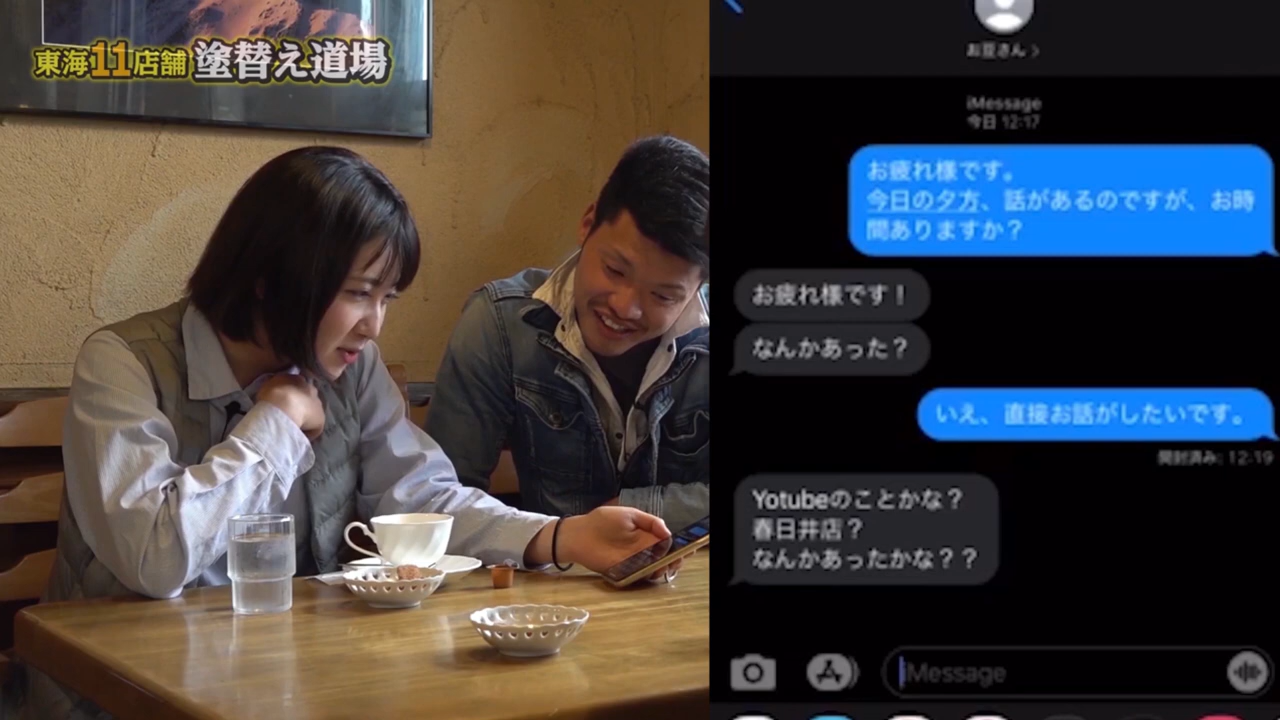 東海11店舗 塗替え道場
お豆さん
iMessage
今日 12:17
お疲れ様です。
今日の夕方、話があるのですが、お時
間ありますか？
お疲れ様です！
なんかあった？
いえ、直接お話がしたいです。
開封済み: 12:19
Yotubeのことかな？
春日井店？
なんかあったかな？？
iMessage